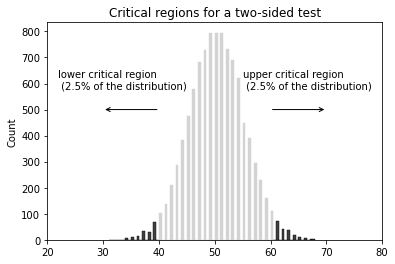 Critical regions for a two-sided test
800
700
600
500
400
300
200
100
0
Count
lower critical region
(2.5% of the distribution)
upper critical region
(2.5% of the distribution)
20
30
40
50
60
70
80